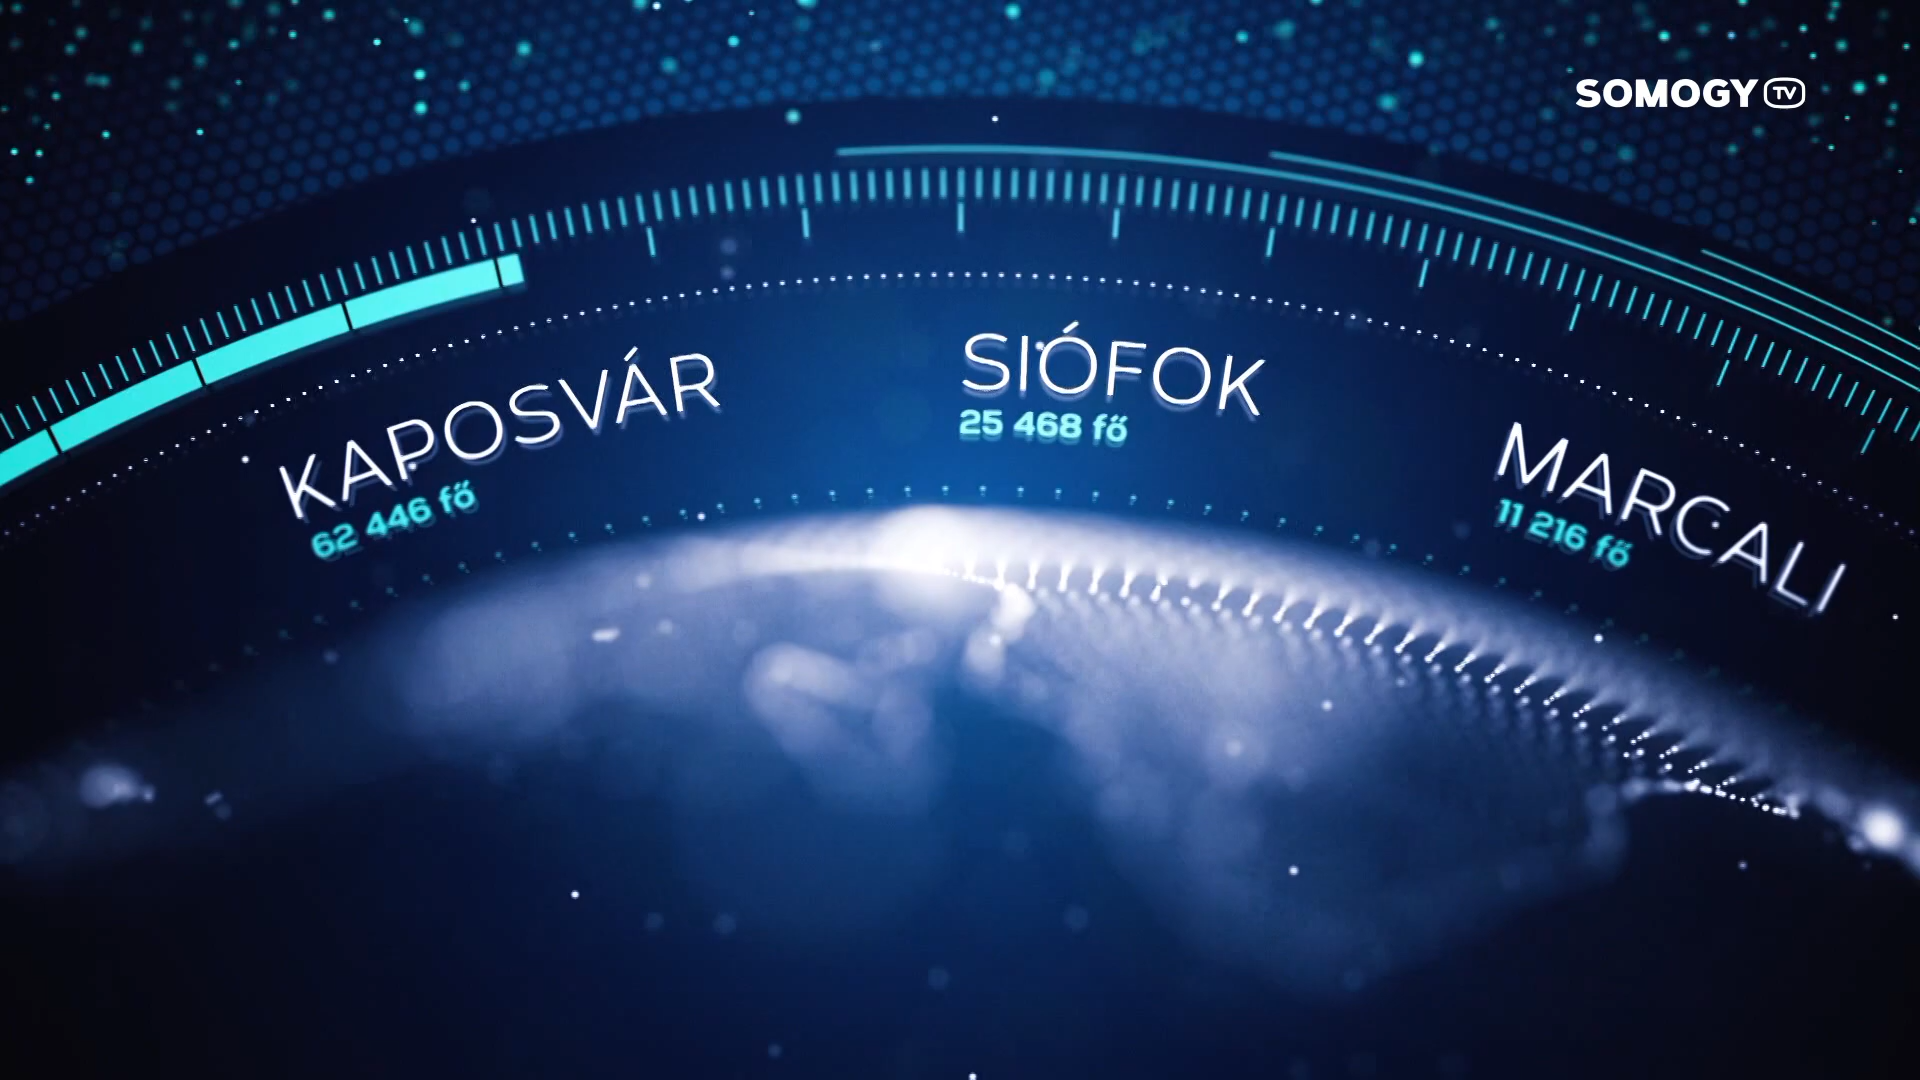 SOMOGY TV
KAPOSVÁR
62 446 fő
SIÓFOK
25 468 fő
MARCALI
11 216 fő